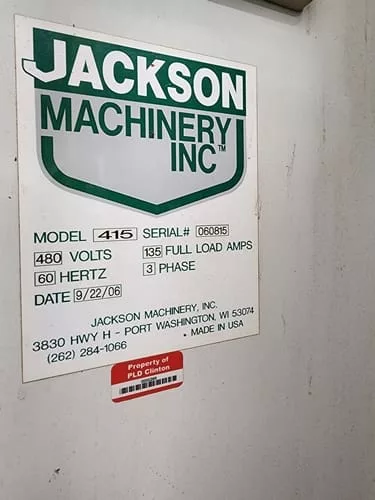 JACKSON
MACHINERY
INC™
MODEL 415 SERIAL# 060815
480 VOLTS 135 FULL LOAD AMPS
60 HERTZ 3 PHASE
DATE 9/22/06
JACKSON MACHINERY, INC.
3830 HWY H - PORT WASHINGTON, WI 53074
(262) 284-1066 • MADE IN USA
Property of
PLD Clinton